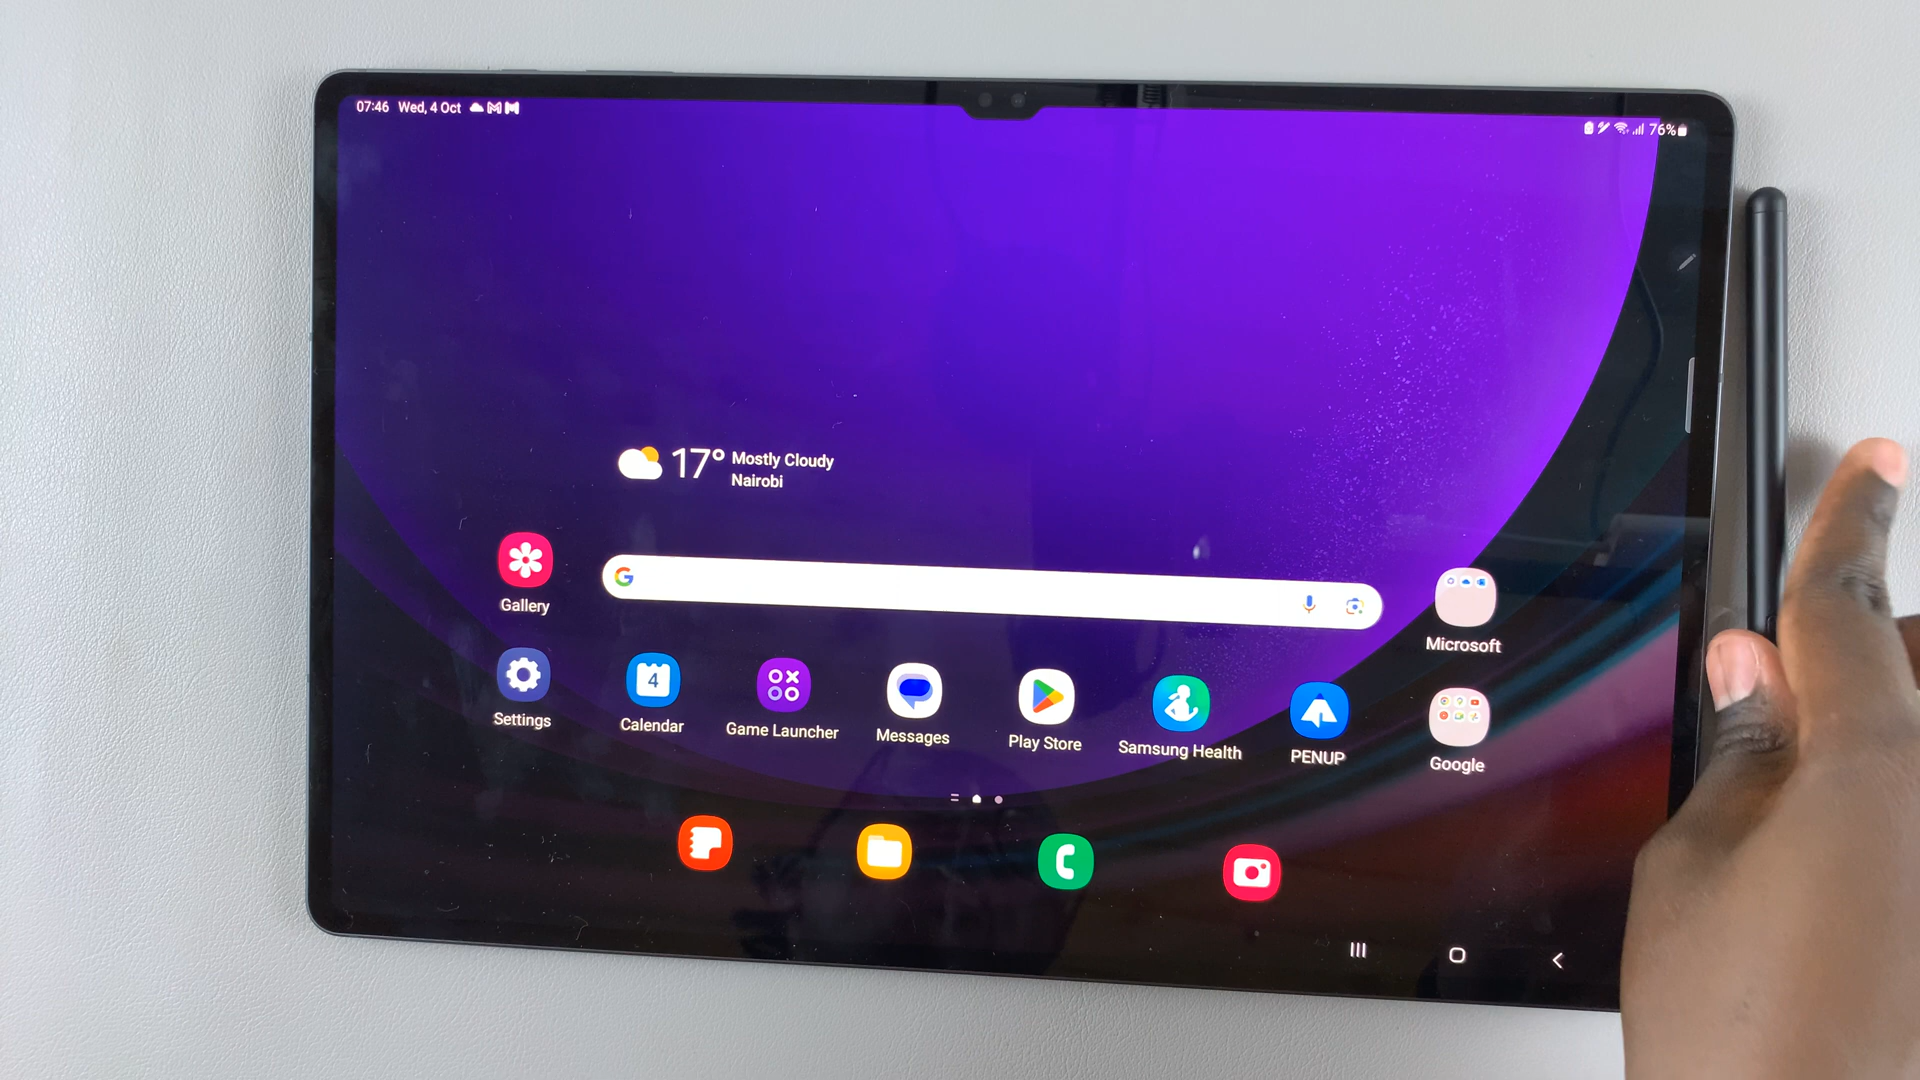 07:46 Wed, 4 Oct
76%
17° Mostly Cloudy
Nairobi
G
Gallery
Microsoft
4
Settings
Calendar
Game Launcher
Messages
Play Store
Samsung Health
PENUP
Google